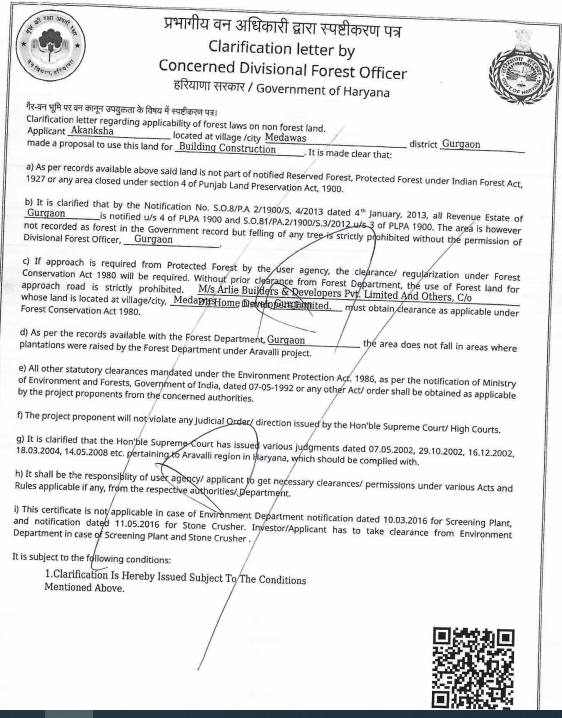 प्रभागीय वन अधिकारी द्वारा स्पष्टीकरण पत्र
Clarification letter by
Concerned Divisional Forest Officer
हरियाणा सरकार / Government of Haryana
गैर-वन भूमि पर वन कानून उपयुक्तता के विषय में स्पष्टीकरण पत्र।
Clarification letter regarding applicability of forest laws on non forest land.
Applicant Akanksha located at village /city Medawas district Gurgaon
made a proposal to use this land for Building Construction . It is made clear that:
a) As per records available above said land is not part of notified Reserved Forest, Protected Forest under Indian Forest Act,
1927 or any area closed under section 4 of Punjab Land Preservation Act, 1900.
b) It is clarified that by the Notification No. S.O.8/P.A 2/1900/S. 4/2013 dated 4th January, 2013, all Revenue Estate of
Gurgaon is notified u/s 4 of PLPA 1900 and S.O.81/PA.2/1900/S.3/2012 u/s 3 of PLPA 1900. The area is however
not recorded as forest in the Government record but felling of any tree is strictly prohibited without the permission of
Divisional Forest Officer, Gurgaon .
c) If approach is required from Protected Forest by the user agency, the clearance/ regularization under Forest
Conservation Act 1980 will be required. Without prior clearance from Forest Department, the use of Forest land for
approach road is strictly prohibited. M/s Arlie Builders & Developers Pvt. Limited And Others, C/o
whose land is located at village/city, Medawas Dlf Home Developers Limited. District, Gurgaon must obtain clearance as applicable under
Forest Conservation Act 1980.
d) As per the records available with the Forest Department, Gurgaon the area does not fall in areas where
plantations were raised by the Forest Department under Aravalli project.
e) All other statutory clearances mandated under the Environment Protection Act. 1986, as per the notification of Ministry
of Environment and Forests, Government of India, dated 07-05-1992 or any other Act/ order shall be obtained as applicable
by the project proponents from the concerned authorities.
f) The project proponent will not violate any Judicial Order/ direction issued by the Hon'ble Supreme Court/ High Courts.
g) It is clarified that the Hon'ble Supreme Court has issued various judgments dated 07.05.2002, 29.10.2002, 16.12.2002,
18.03.2004, 14.05.2008 etc. pertaining to Aravalli region in Haryana, which should be complied with.
h) It shall be the responsiblity of user agency/ applicant to get necessary clearances/ permissions under various Acts and
Rules applicable if any, from the respective authorities/ Department.
i) This certificate is not applicable in case of Environment Department notification dated 10.03.2016 for Screening Plant,
and notification dated 11.05.2016 for Stone Crusher. Investor/Applicant has to take clearance from Environment
Department in case of Screening Plant and Stone Crusher .
It is subject to the following conditions:
1.Clarification Is Hereby Issued Subject To The Conditions
Mentioned Above.